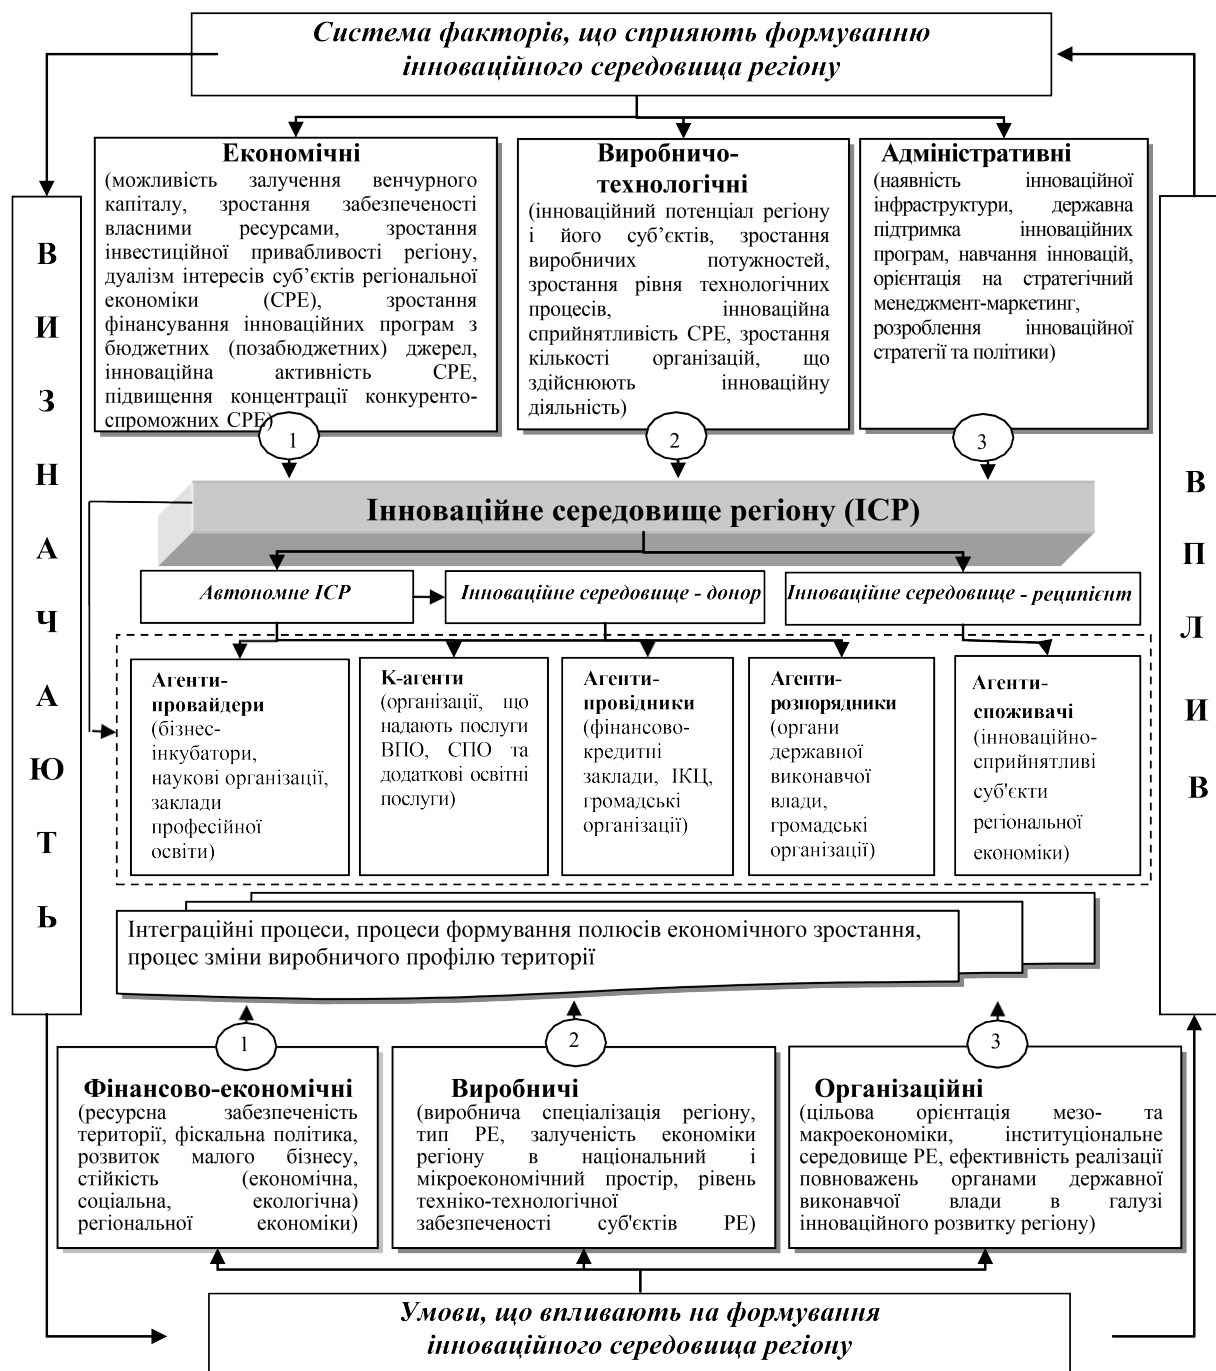 Система факторів, що сприяють формуванню
інноваційного середовища регіону
Економічні
(можливість залучення венчурного
капіталу, зростання забезпеченості
власними ресурсами, зростання
інвестиційної привабливості регіону,
дуалізм інтересів суб’єктів регіональної
економіки (СРЕ), зростання
фінансування інноваційних програм з
бюджетних (позабюджетних) джерел,
інноваційна активність СРЕ,
підвищення концентрації конкуренто-
спроможних СРЕ)
1
Виробничо-
технологічні
(інноваційний потенціал регіону
і його суб’єктів, зростання
виробничих потужностей,
зростання рівня технологічних
процесів, інноваційна
сприйнятливість СРЕ, зростання
кількості організацій, що
здійснюють інноваційну
діяльність)
2
Адміністративні
(наявність інноваційної
інфраструктури, державна
підтримка інноваційних
програм, навчання інновацій,
орієнтація на стратегічний
менеджмент-маркетинг,
розроблення інноваційної
стратегії та політики)
3
В
И
З
Н
А
Ч
А
Ю
Т
Ь
В
П
Л
И
В
Інноваційне середовище регіону (ІСР)
Автономне ІСР
Інноваційне середовище - донор
Інноваційне середовище - реципієнт
Агенти-
провайдери
(бізнес-
інкубатори,
наукові організації,
заклади
професійної
освіти)
К-агенти
(організації, що
надають послуги
ВПО, СПО та
додаткові освітні
послуги)
Агенти-
провідники
(фінансово-
кредитні
заклади, ІКЦ,
громадські
організації)
Агенти-
розпорядники
(органи
державної
виконавчої
влади,
громадські
організації)
Агенти-
споживачі
(інноваційно-
сприйнятливі
суб'єкти
регіональної
економіки)
Інтеграційні процеси, процеси формування полюсів економічного зростання,
процес зміни виробничого профілю території
1
Фінансово-економічні
(ресурсна забезпеченість
території, фіскальна політика,
розвиток малого бізнесу,
стійкість (економічна,
соціальна, екологічна)
регіональної економіки)
2
Виробничі
(виробнича спеціалізація регіону,
тип РЕ, залученість економіки
регіону в національний і
мікроекономічний простір, рівень
техніко-технологічної
забезпеченості суб'єктів РЕ)
3
Організаційні
(цільова орієнтація мезо- та
макроекономіки, інституціональне
середовище РЕ, ефективність реалізації
повноважень органами державної
виконавчої влади в галузі
інноваційного розвитку регіону)
Умови, що впливають на формування
інноваційного середовища регіону